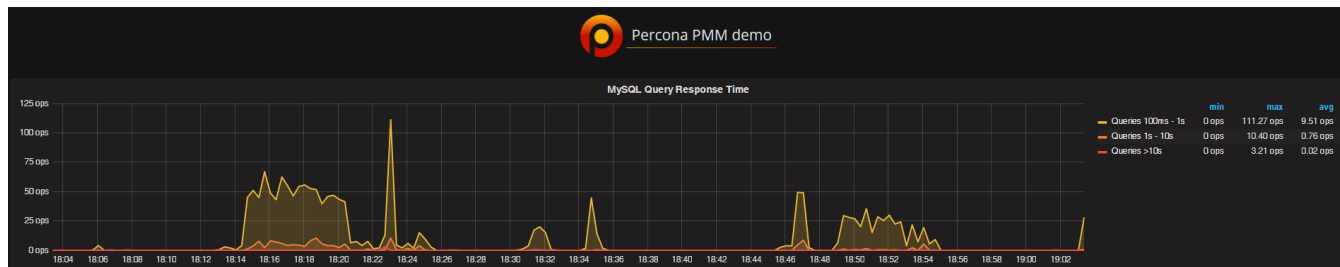 Percona PMM demo
MySQL Query Response Time
125 ops
100 ops
75 ops
50 ops
25 ops
0 ops
18:04 18:06 18:08 18:10 18:12 18:14 18:16 18:18 18:20 18:22 18:24 18:26 18:28 18:30 18:32 18:34 18:36 18:38 18:40 18:42 18:44 18:46 18:48 18:50 18:52 18:54 18:56 18:58 19:00 19:02
min max avg
Queries 100ms - 1s 0 ops 111.27 ops 9.51 ops
Queries 1s - 10s 0 ops 10.40 ops 0.76 ops
Queries >10s 0 ops 3.21 ops 0.02 ops